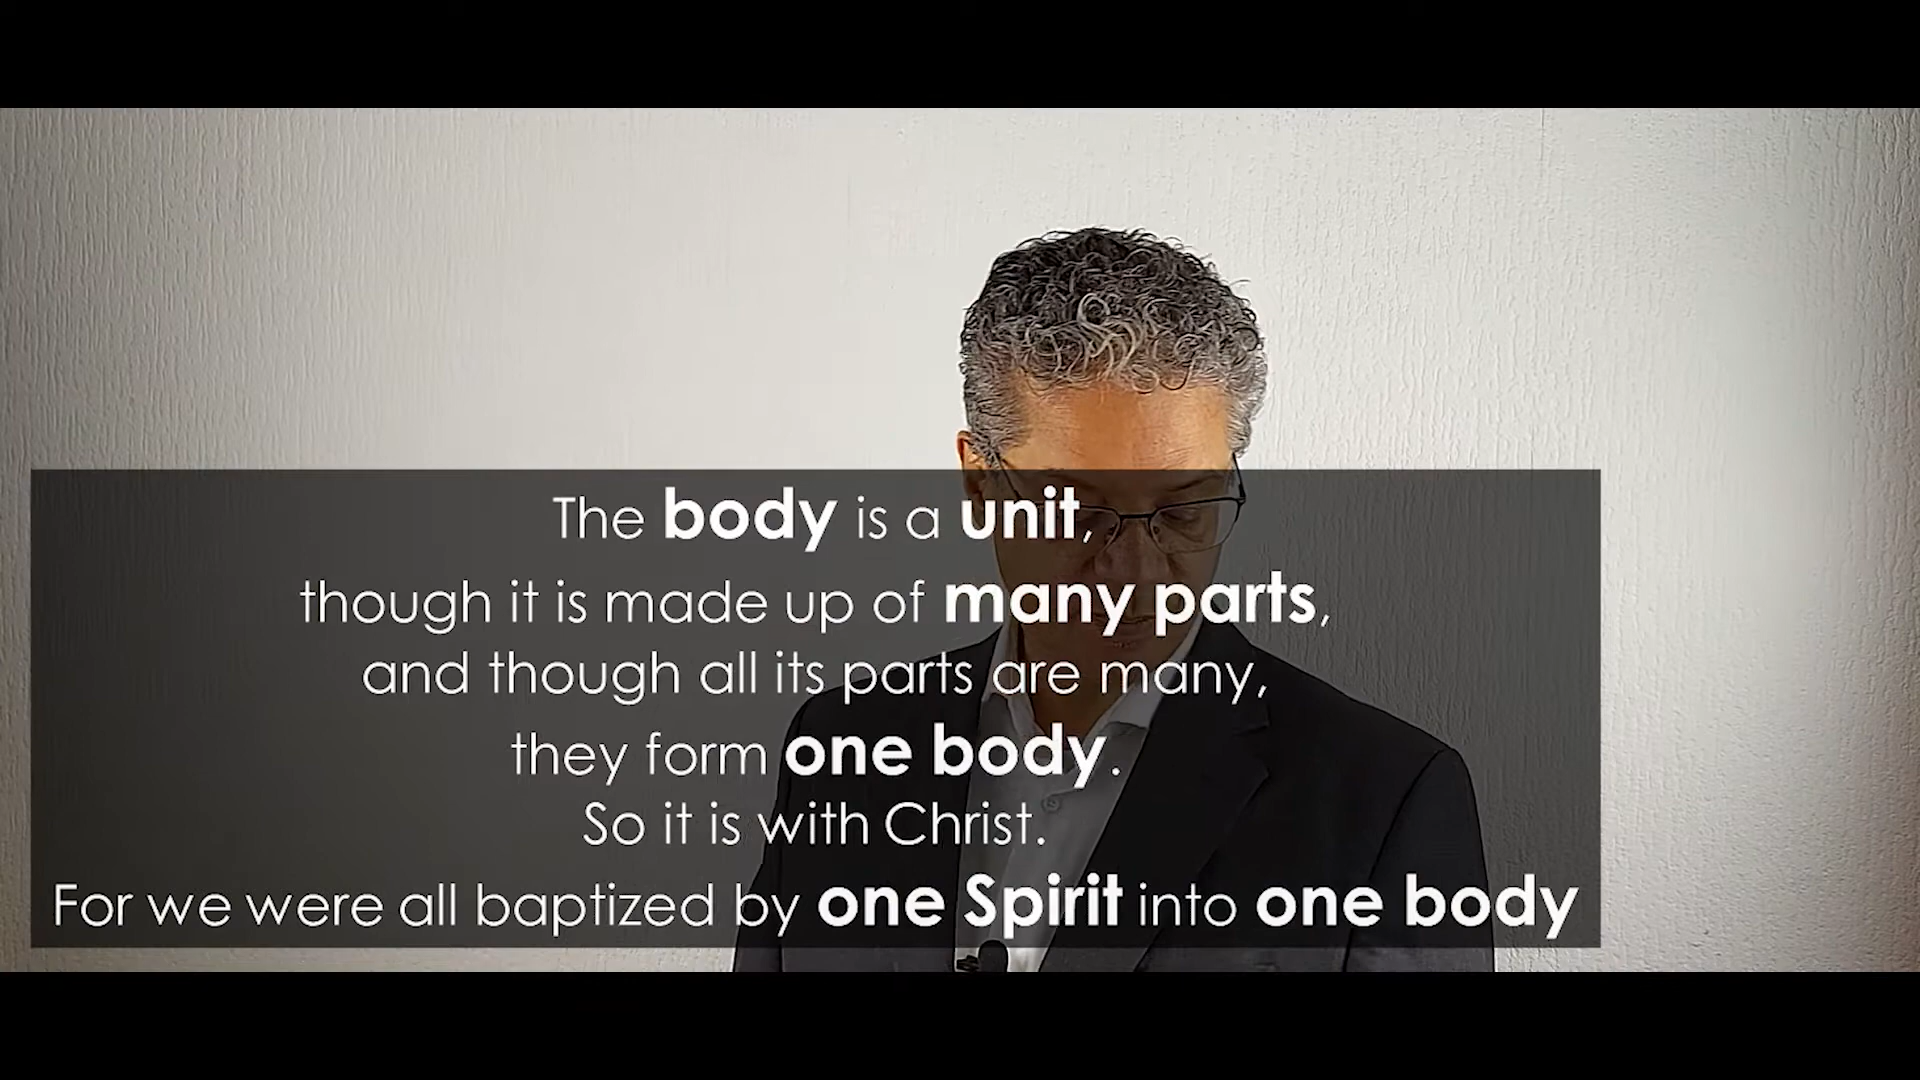 The body is a unit,
though it is made up of many parts,
and though all its parts are many,
they form one body.
So it is with Christ.
For we were all baptized by one Spirit into one body